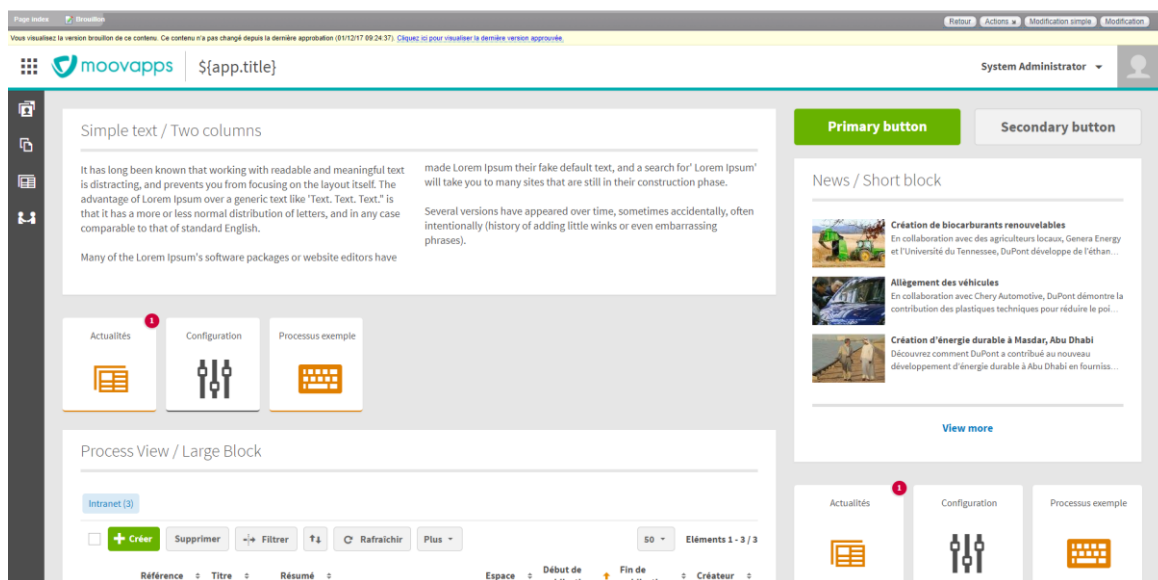 Page index
Brouillon
Retour
Actions
Modification simple
Modification
Vous visualisez la version brouillon de ce contenu. Ce contenu n'a pas changé depuis la dernière approbation (01/12/17 09:24:37). Cliquez ici pour visualiser la dernière version approuvée.
moovapps
${app.title}
System Administrator
Simple text / Two columns
It has long been known that working with readable and meaningful text
is distracting, and prevents you from focusing on the layout itself. The
advantage of Lorem Ipsum over a generic text like 'Text. Text. Text." is
that it has a more or less normal distribution of letters, and in any case
comparable to that of standard English.
Many of the Lorem Ipsum's software packages or website editors have
made Lorem Ipsum their fake default text, and a search for' Lorem Ipsum'
will take you to many sites that are still in their construction phase.
Several versions have appeared over time, sometimes accidentally, often
intentionally (history of adding little winks or even embarrassing
phrases).
Primary button
Secondary button
News / Short block
Création de biocarburants renouvelables
En collaboration avec des agriculteurs locaux, Genera Energy
et l'Université du Tennessee, DuPont développe de l'éthan...
Allègement des véhicules
En collaboration avec Chery Automotive, DuPont démontre la
contribution des plastiques techniques pour réduire le poi...
Création d'énergie durable à Masdar, Abu Dhabi
Découvrez comment DuPont a contribué au nouveau
développement d'énergie durable à Abu Dhabi en fourniss...
View more
1
Actualités
Configuration
Processus exemple
Process View / Large Block
Intranet (3)
Créer
Supprimer
Filtrer
Rafraîchir
Plus
50
Eléments 1 - 3 / 3
Référence
Titre
Résumé
Espace
Début de
Fin de
Créateur
1
Actualités
Configuration
Processus exemple